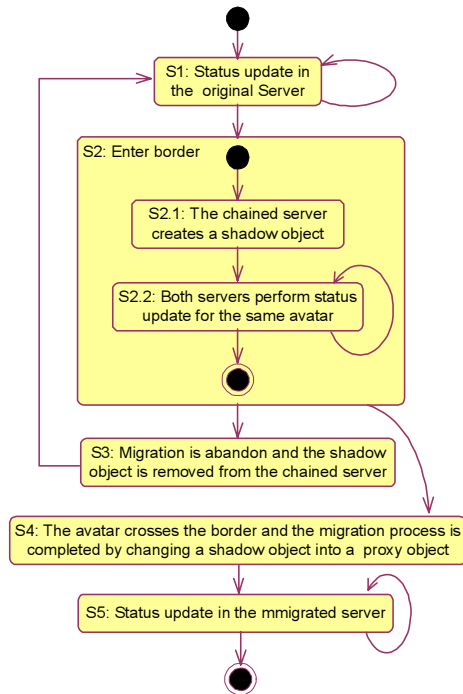 S1: Status update in
the original Server
S2: Enter border
S2.1: The chained server
creates a shadow object
S2.2: Both servers perform status
update for the same avatar
S3: Migration is abandon and the shadow
object is removed from the chained server
S4: The avatar crosses the border and the migration process is
completed by changing a shadow object into a proxy object
S5: Status update in the mmigrated server